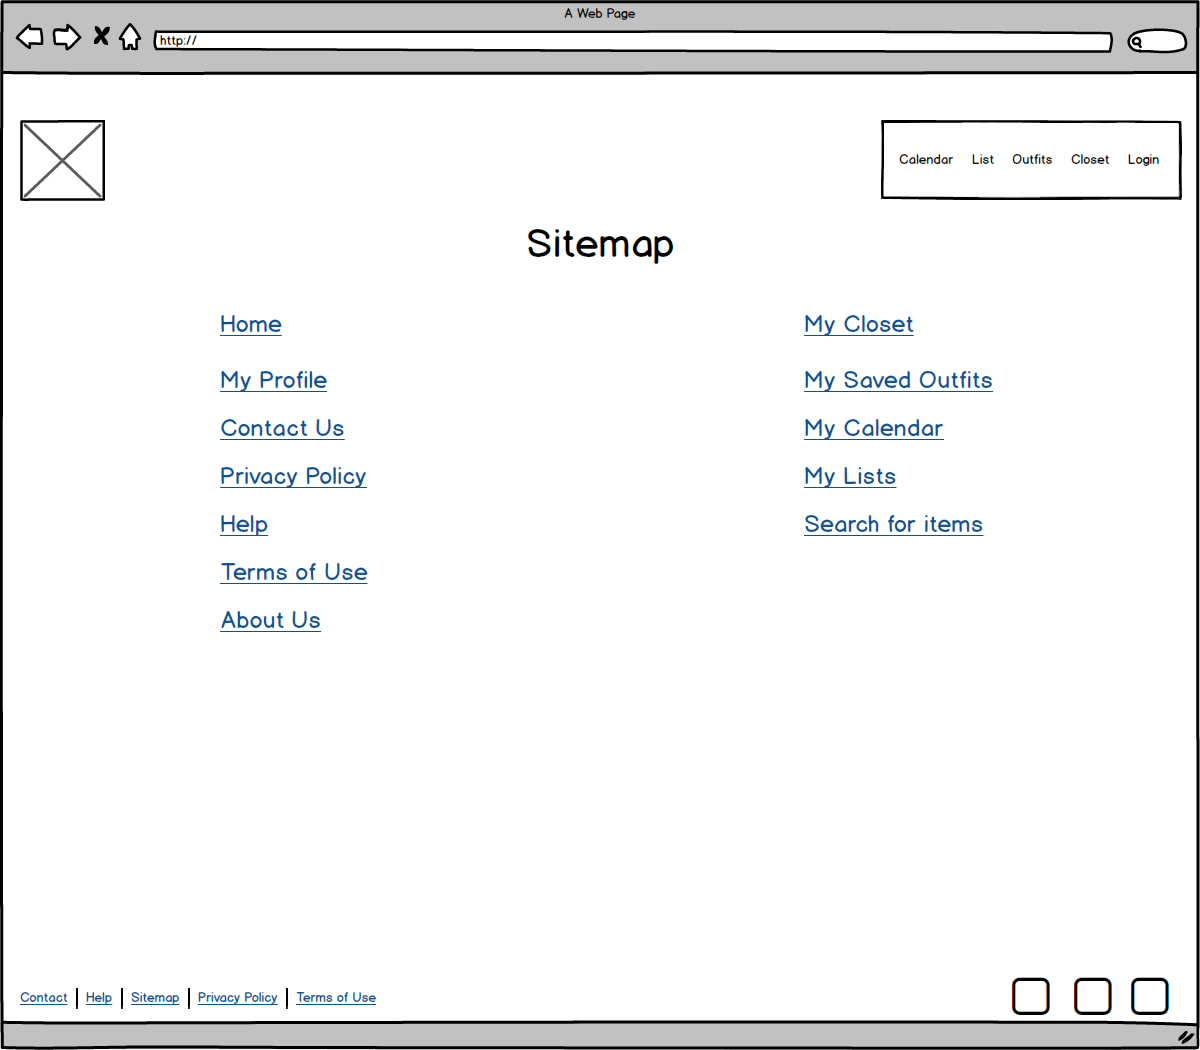 A Web Page
http://
Calendar List Outfits Closet Login
Sitemap
Home
My Profile
Contact Us
Privacy Policy
Help
Terms of Use
About Us
My Closet
My Saved Outfits
My Calendar
My Lists
Search for items
Contact Help Sitemap Privacy Policy Terms of Use